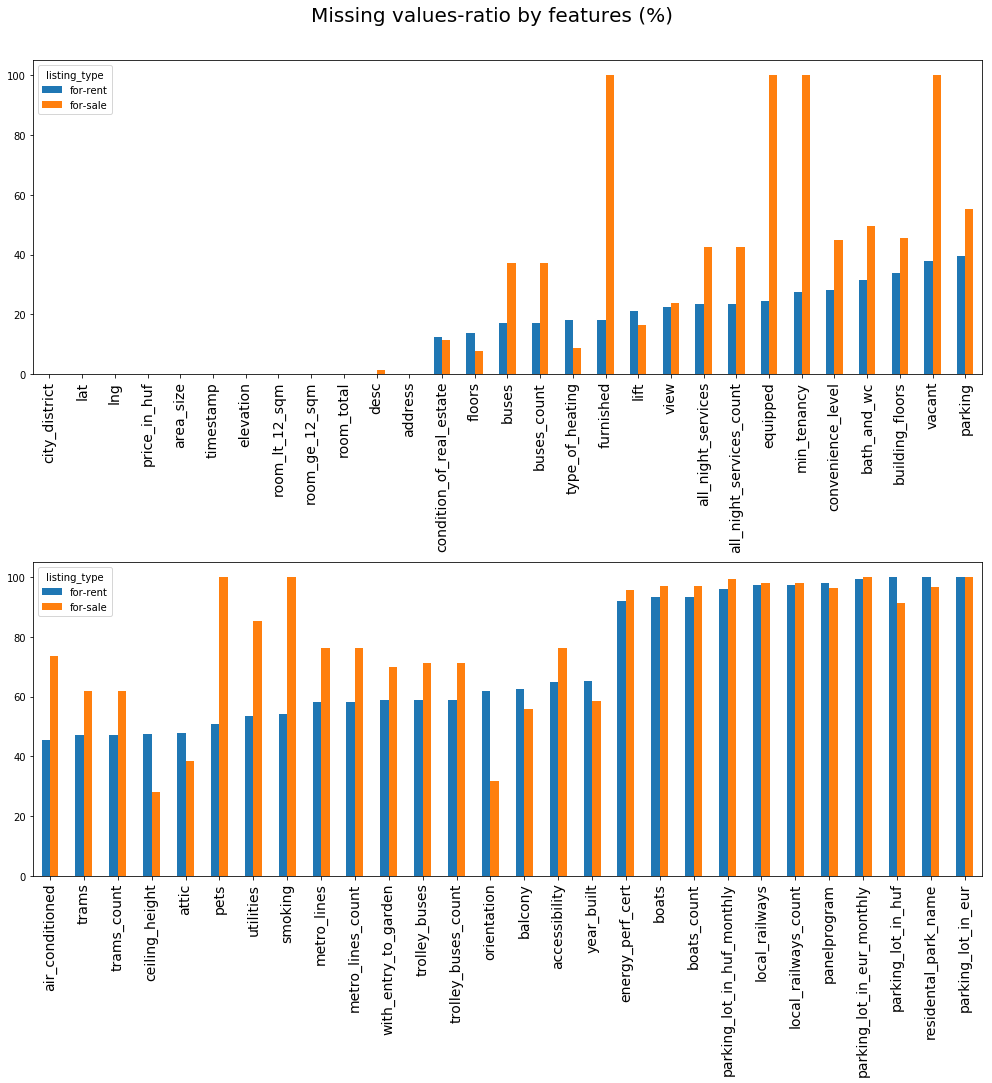 Missing values-ratio by features (%)
listing_type
for-rent
for-sale
100
80
60
40
20
0
city_district
lat
lng
price_in_huf
area_size
timestamp
elevation
room_lt_12_sqm
room_ge_12_sqm
room_total
desc
address
condition_of_real_estate
floors
buses
buses_count
type_of_heating
furnished
lift
view
all_night_services
all_night_services_count
equipped
min_tenancy
convenience_level
bath_and_wc
building_floors
vacant
parking
listing_type
for-rent
for-sale
100
80
60
40
20
0
air_conditioned
trams
trams_count
ceiling_height
attic
pets
utilities
smoking
metro_lines
metro_lines_count
with_entry_to_garden
trolley_buses
trolley_buses_count
orientation
balcony
accessibility
year_built
energy_perf_cert
boats
boats_count
parking_lot_in_huf_monthly
local_railways
local_railways_count
panelprogram
parking_lot_in_eur_monthly
parking_lot_in_huf
residental_park_name
parking_lot_in_eur